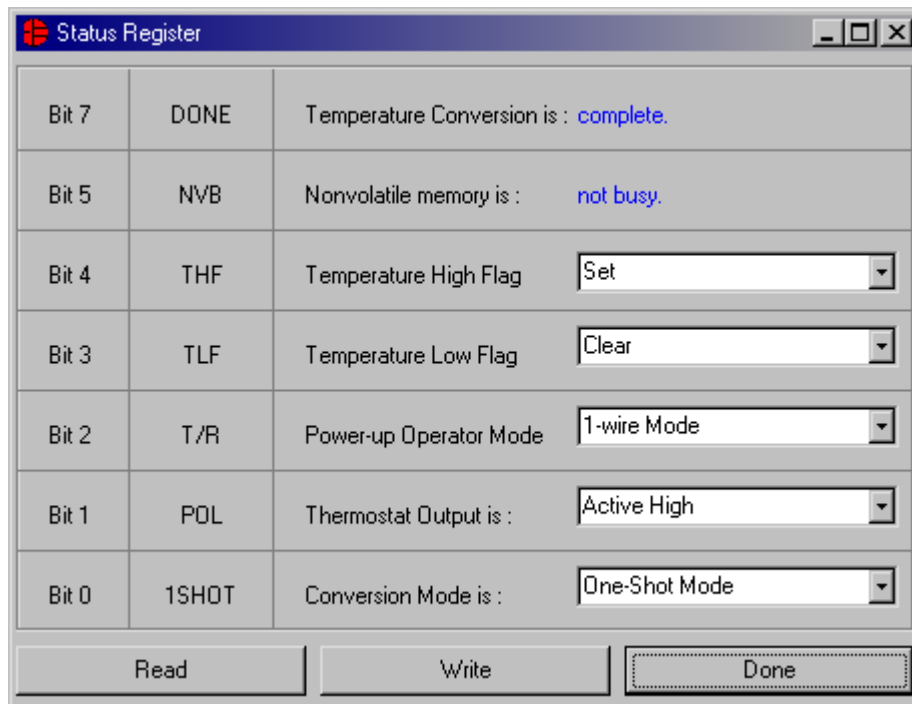 Status Register
Bit 7 DONE Temperature Conversion is : complete.
Bit 5 NVB Nonvolatile memory is : not busy.
Bit 4 THF Temperature High Flag Set
Bit 3 TLF Temperature Low Flag Clear
Bit 2 T/R Power-up Operator Mode 1-wire Mode
Bit 1 POL Thermostat Output is : Active High
Bit 0 1SHOT Conversion Mode is : One-Shot Mode
Read Write Done